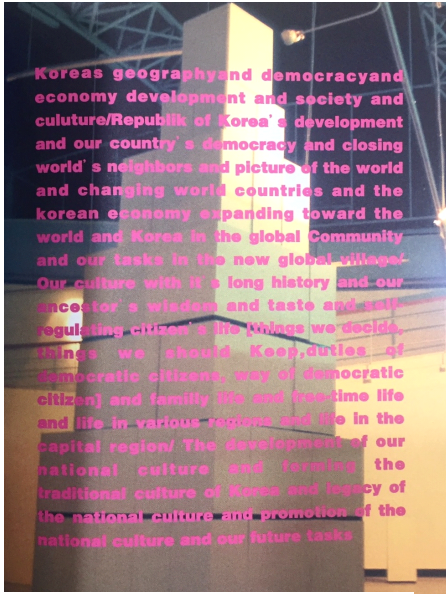 Koreas geographyand democracyand
economy development and society and
culuture/Republik of Korea's development
and our country's democracy and closing
world's neighbors and picture of the world
and changing world countries and the
korean economy expanding toward the
world and Korea in the global Community
and our tasks in the new global village/
Our culture with it's long history and our
ancestor s wisdom and taste and self-
regulating citizen's life [things we decide,
things we should Keep,duties of
democratic citizens, way of democratic
citizen] and familly life and free-time life
and life in various regions and life in the
capital region/ The development of our
national culture and forming the
traditional culture of Korea and legacy of
the national culture and promotion of the
national culture and our future tasks